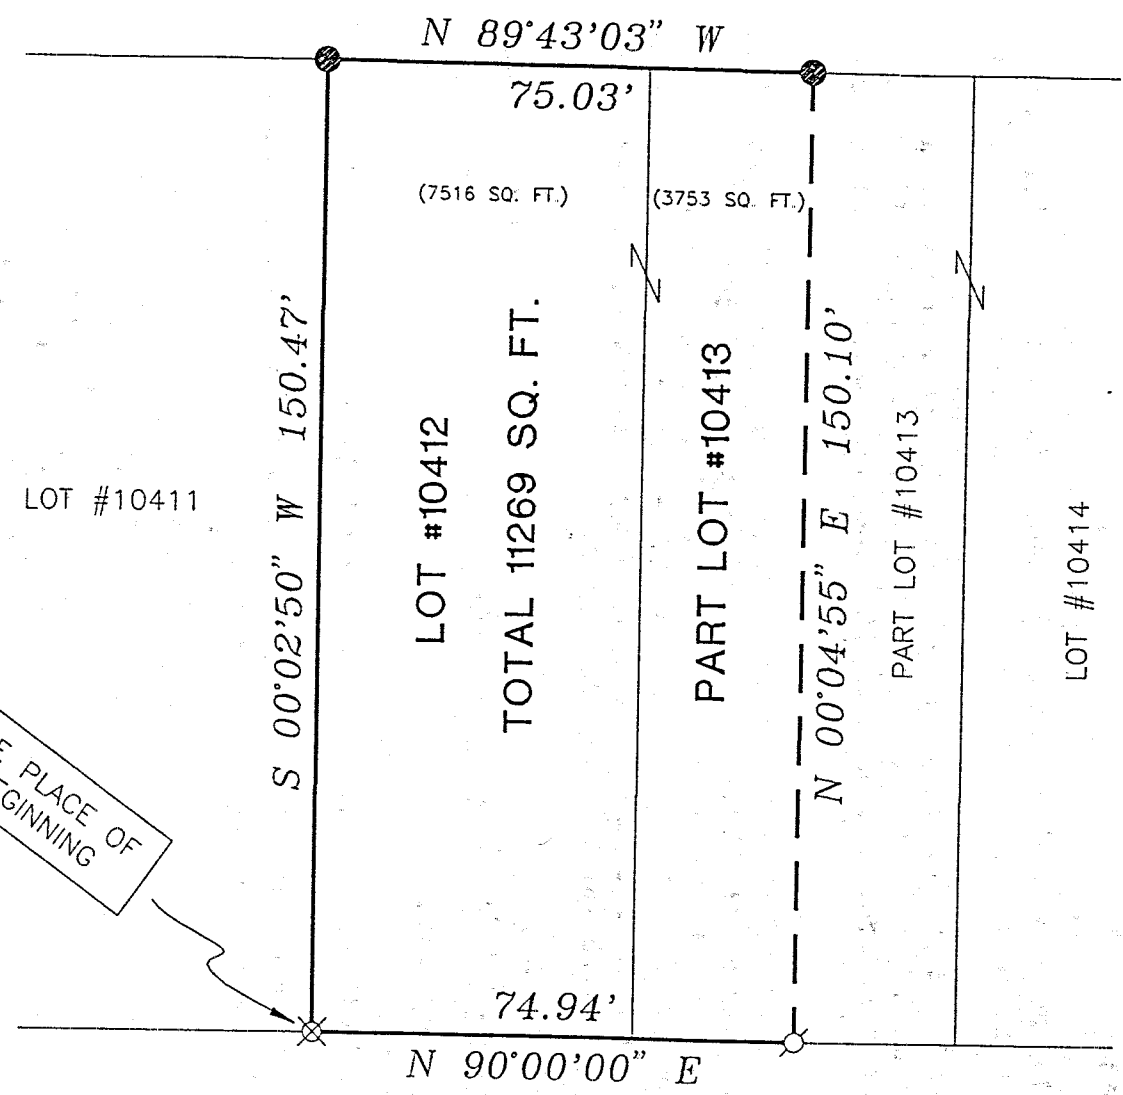 N 89°43'03" W
75.03'
(7516 SQ. FT.)
(3753 SQ. FT.)
S 00°02'50" W 150.47'
LOT #10411
LOT #10412
TOTAL 11269 SQ. FT.
PART LOT #10413
N 00°04'55" E 150.10'
PART LOT #10413
LOT #10414
PLACE OF
74.94'
N 90°00'00" E